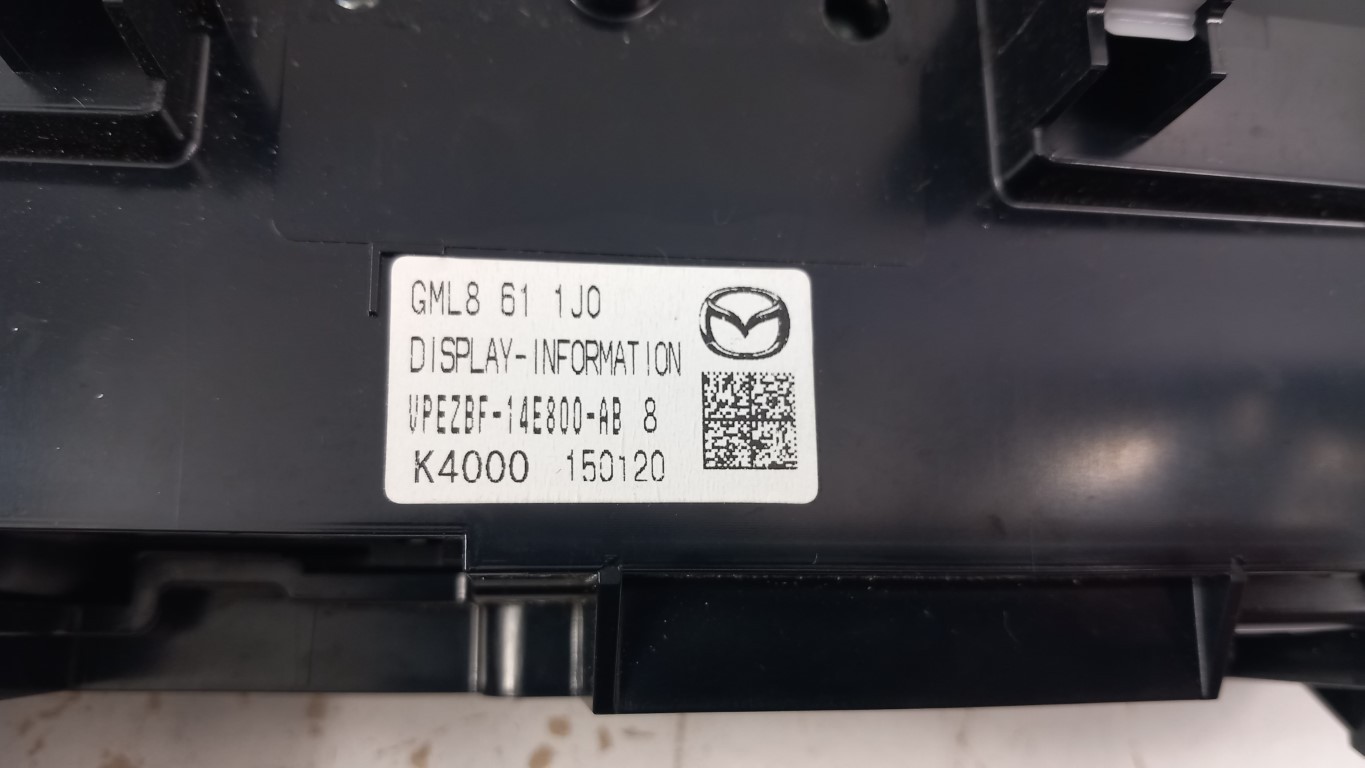 GML8 61 1J0
DISPLAY-INFORMATION
VPEZBF-14E800-AB 8
K4000 150120